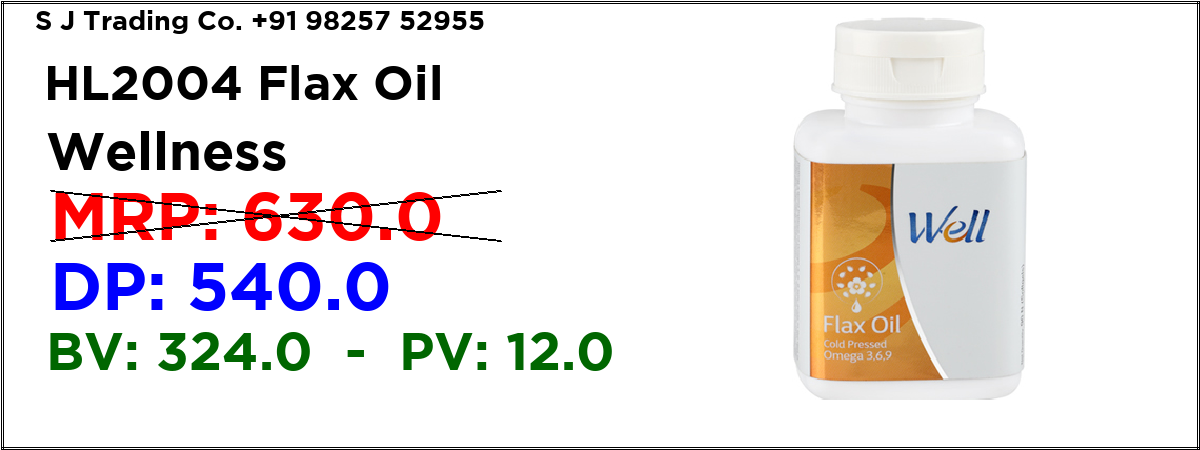 S J Trading Co. +91 98257 52955
HL2004 Flax Oil
Wellness
MRP: 630.0
DP: 540.0
BV: 324.0 - PV: 12.0
Well
Flax Oil
Cold Pressed
Omega 3,6,9